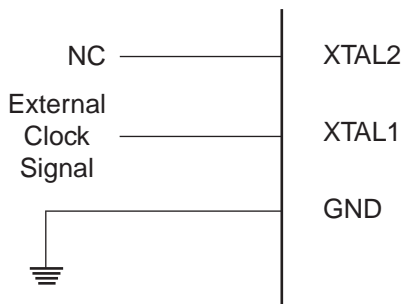 NC
XTAL2
External
Clock
Signal
XTAL1
GND